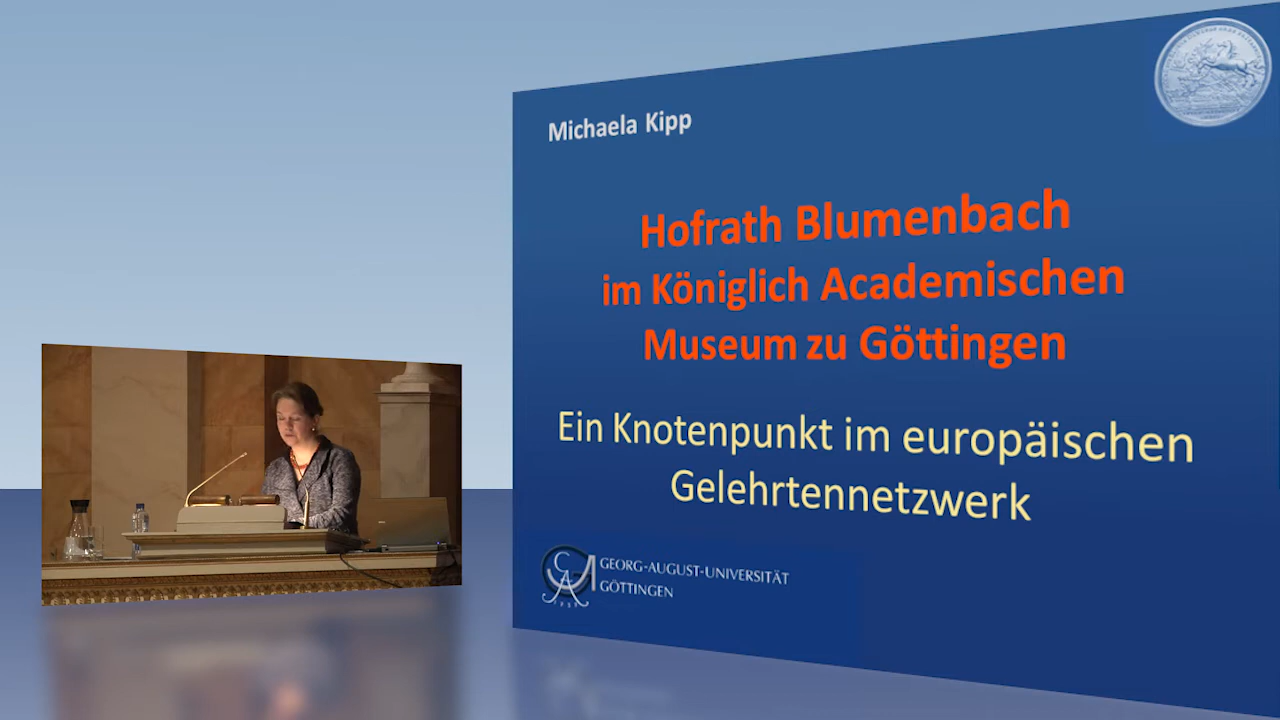 Michaela Kipp
Hofrath Blumenbach
im Königlich Academischen
Museum zu Göttingen
Ein Knotenpunkt im europäischen
Gelehrtennetzwerk
GEORG-AUGUST-UNIVERSITÄT
GÖTTINGEN